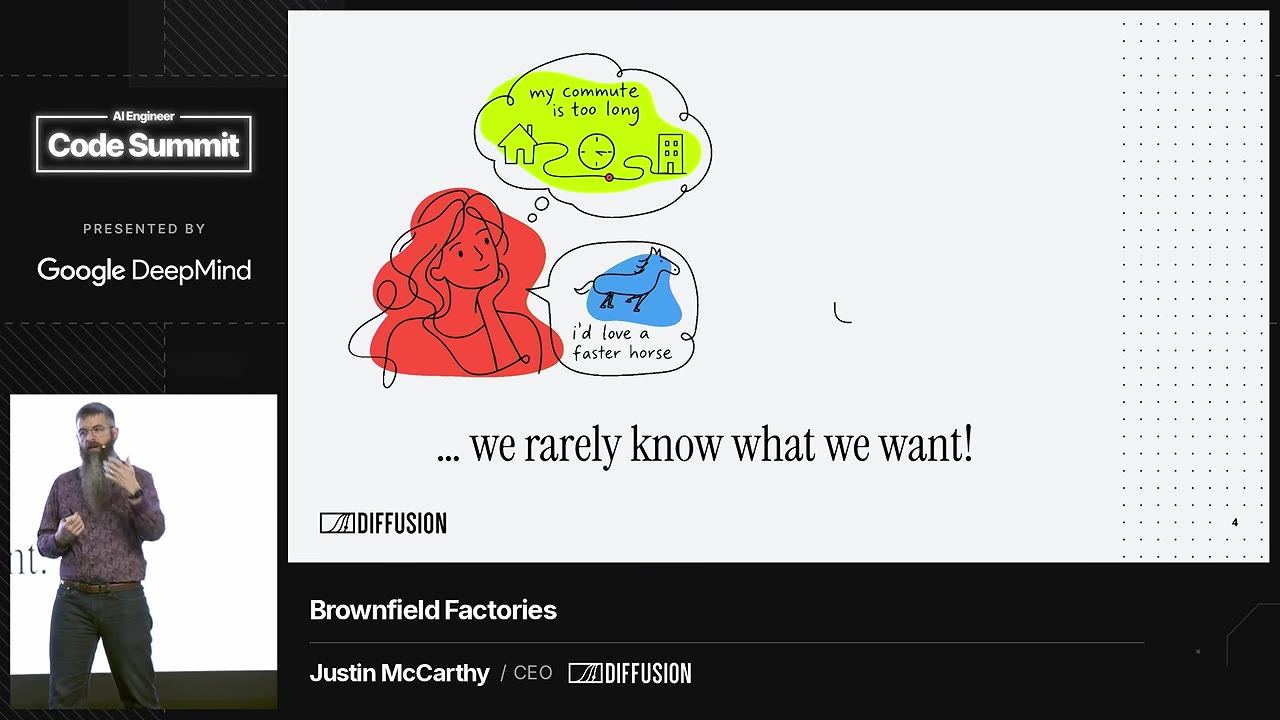 AI Engineer
Code Summit
PRESENTED BY
Google DeepMind
my commute
is too long
i'd love a
faster horse
... we rarely know what we want!
DIFFUSION
4
nt.
Brownfield Factories
Justin McCarthy / CEO DIFFUSION